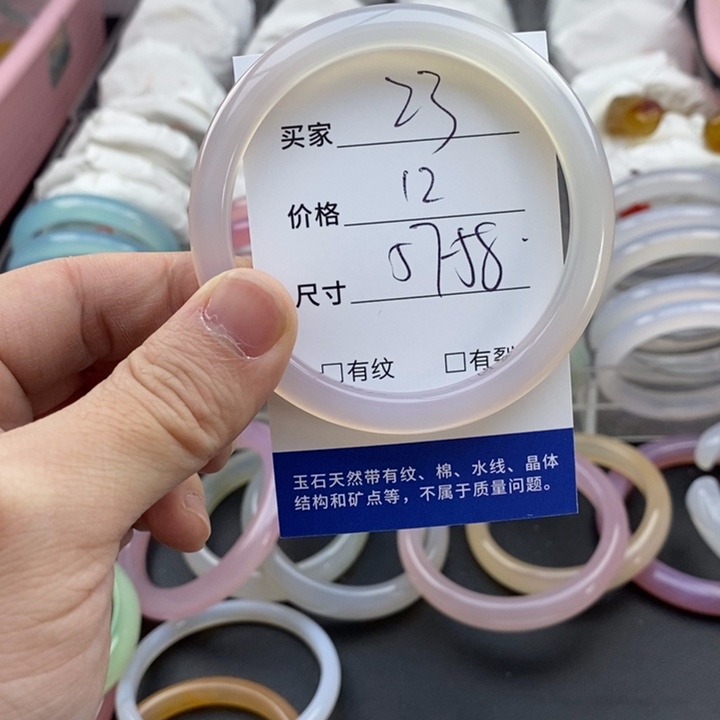 买家 23
价格 12
尺寸 57-58
□有纹 □有裂
玉石天然带有纹、棉、水线、晶体
结构和矿点等，不属于质量问题。